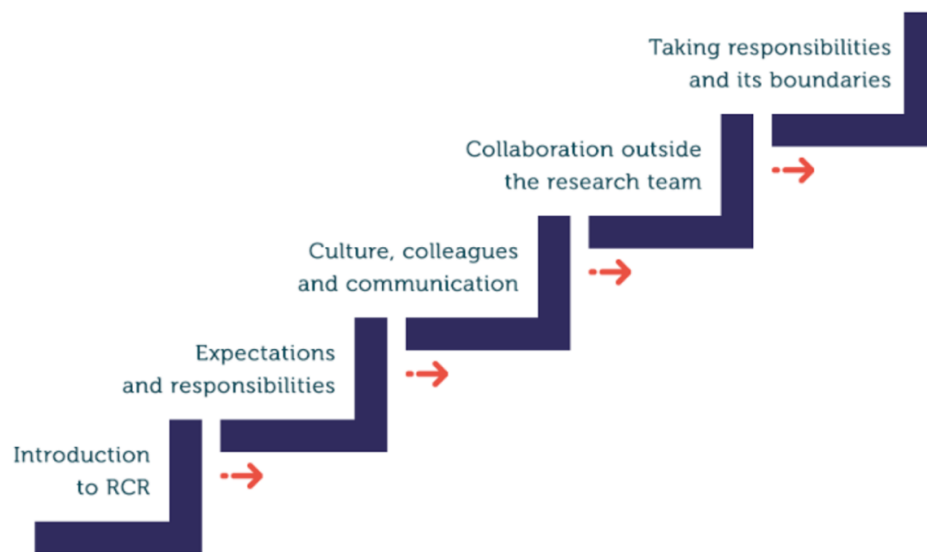 Taking responsibilities
and its boundaries
Collaboration outside
the research team
Culture, colleagues
and communication
Expectations
and responsibilities
Introduction
to RCR